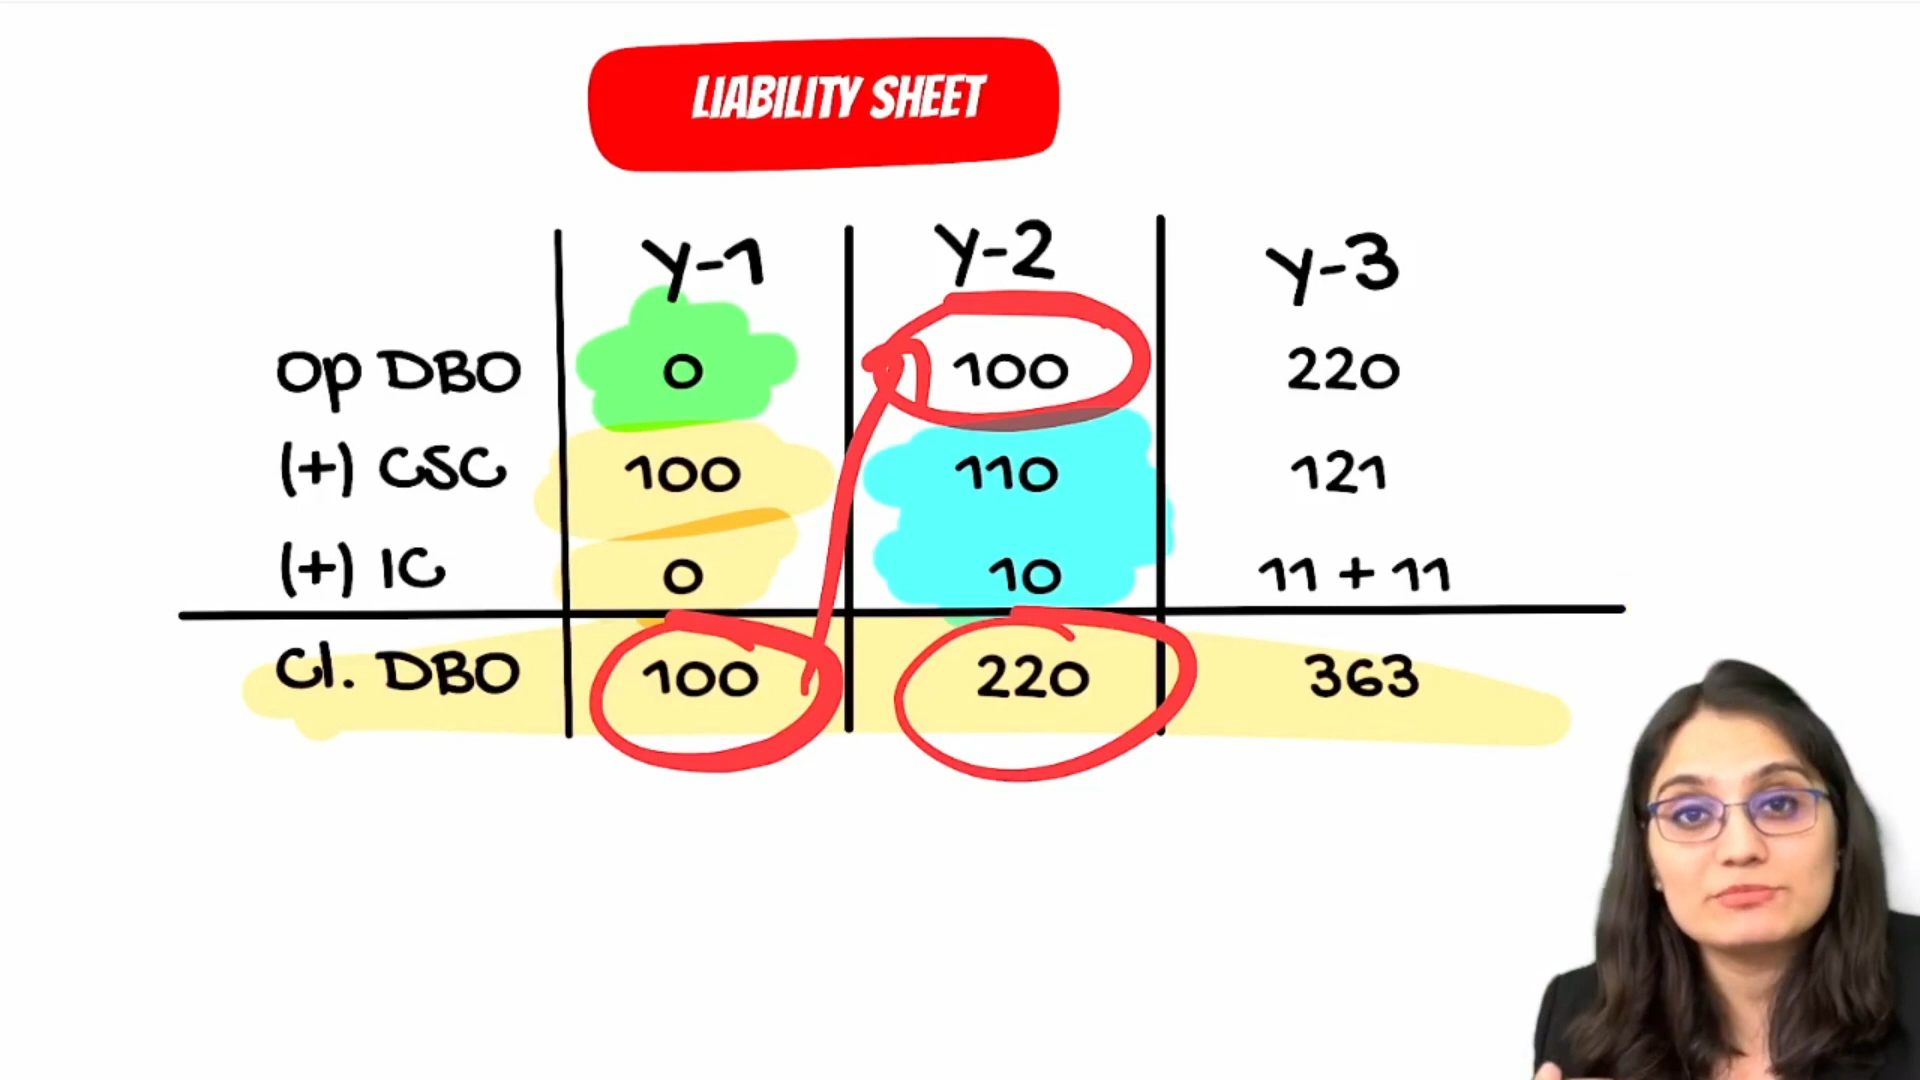 LIABILITY SHEET
Y-1 Y-2 Y-3
Op DBO 0 100 220
(+) CSC 100 110 121
(+) IC 0 10 11 + 11
Cl. DBO 100 220 363